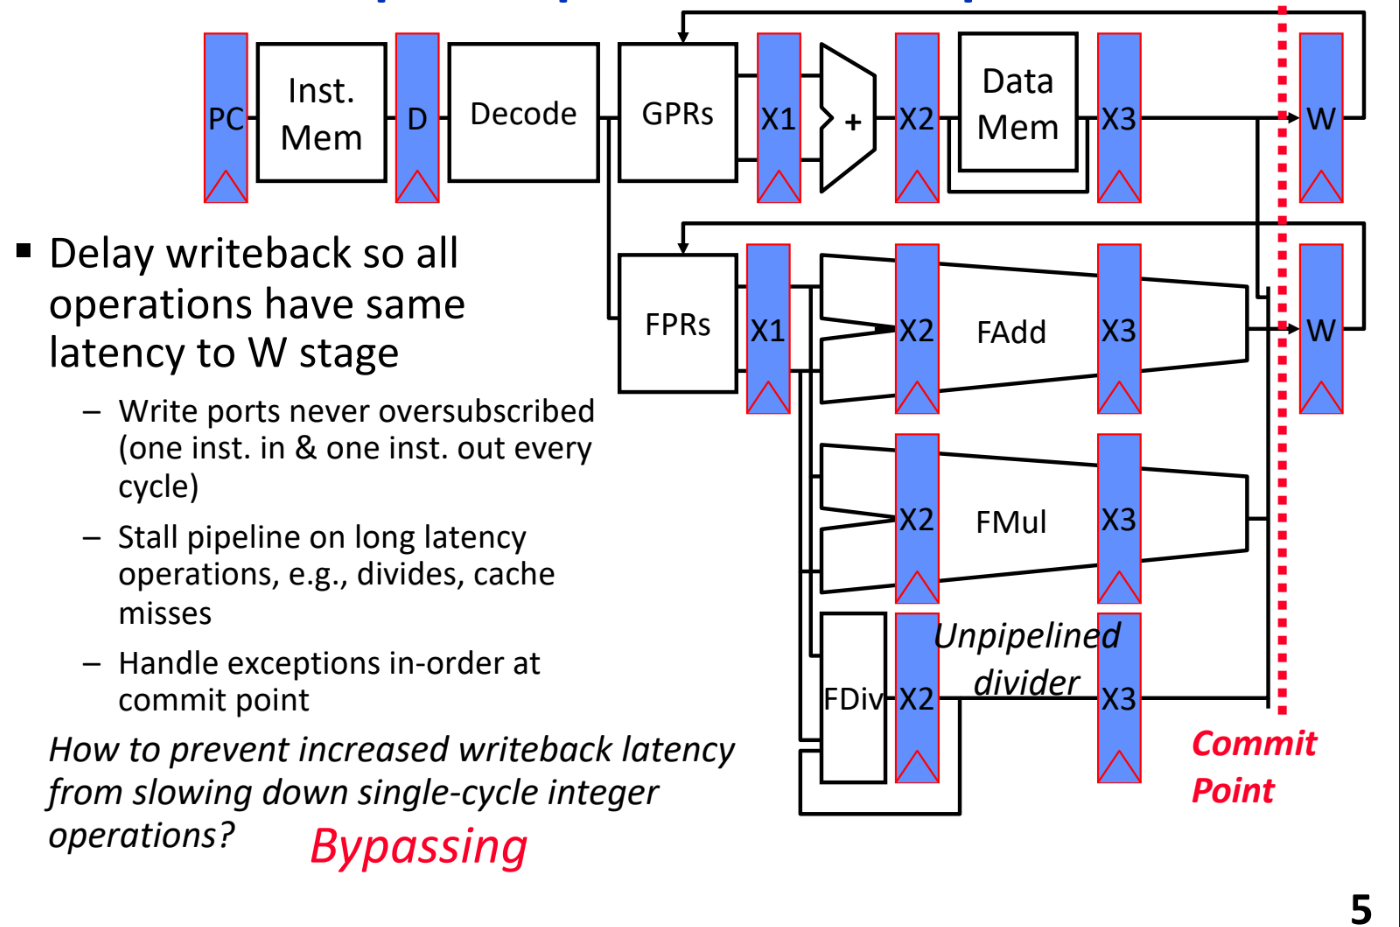 PC
Inst.
Mem
D
Decode
GPRs
X1
+
X2
Data
Mem
X3
W
▪ Delay writeback so all
operations have same
latency to W stage
– Write ports never oversubscribed
(one inst. in & one inst. out every
cycle)
– Stall pipeline on long latency
operations, e.g., divides, cache
misses
– Handle exceptions in-order at
commit point
How to prevent increased writeback latency
from slowing down single-cycle integer
operations?
Bypassing
FPRs
X1
X2
FAdd
X3
W
X2
FMul
X3
FDiv
X2
Unpipelined
divider
X3
Commit
Point
5